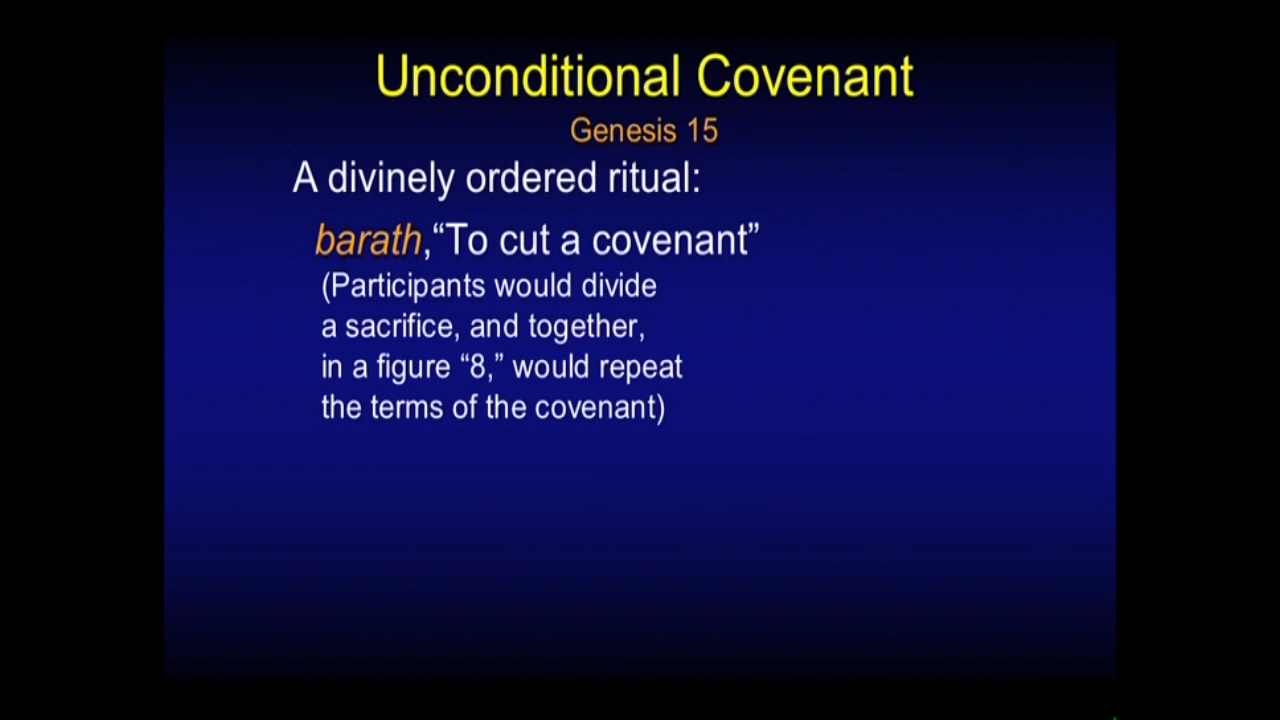 Unconditional Covenant
Genesis 15
A divinely ordered ritual:
barath,“To cut a covenant”
(Participants would divide
a sacrifice, and together,
in a figure “8,” would repeat
the terms of the covenant)